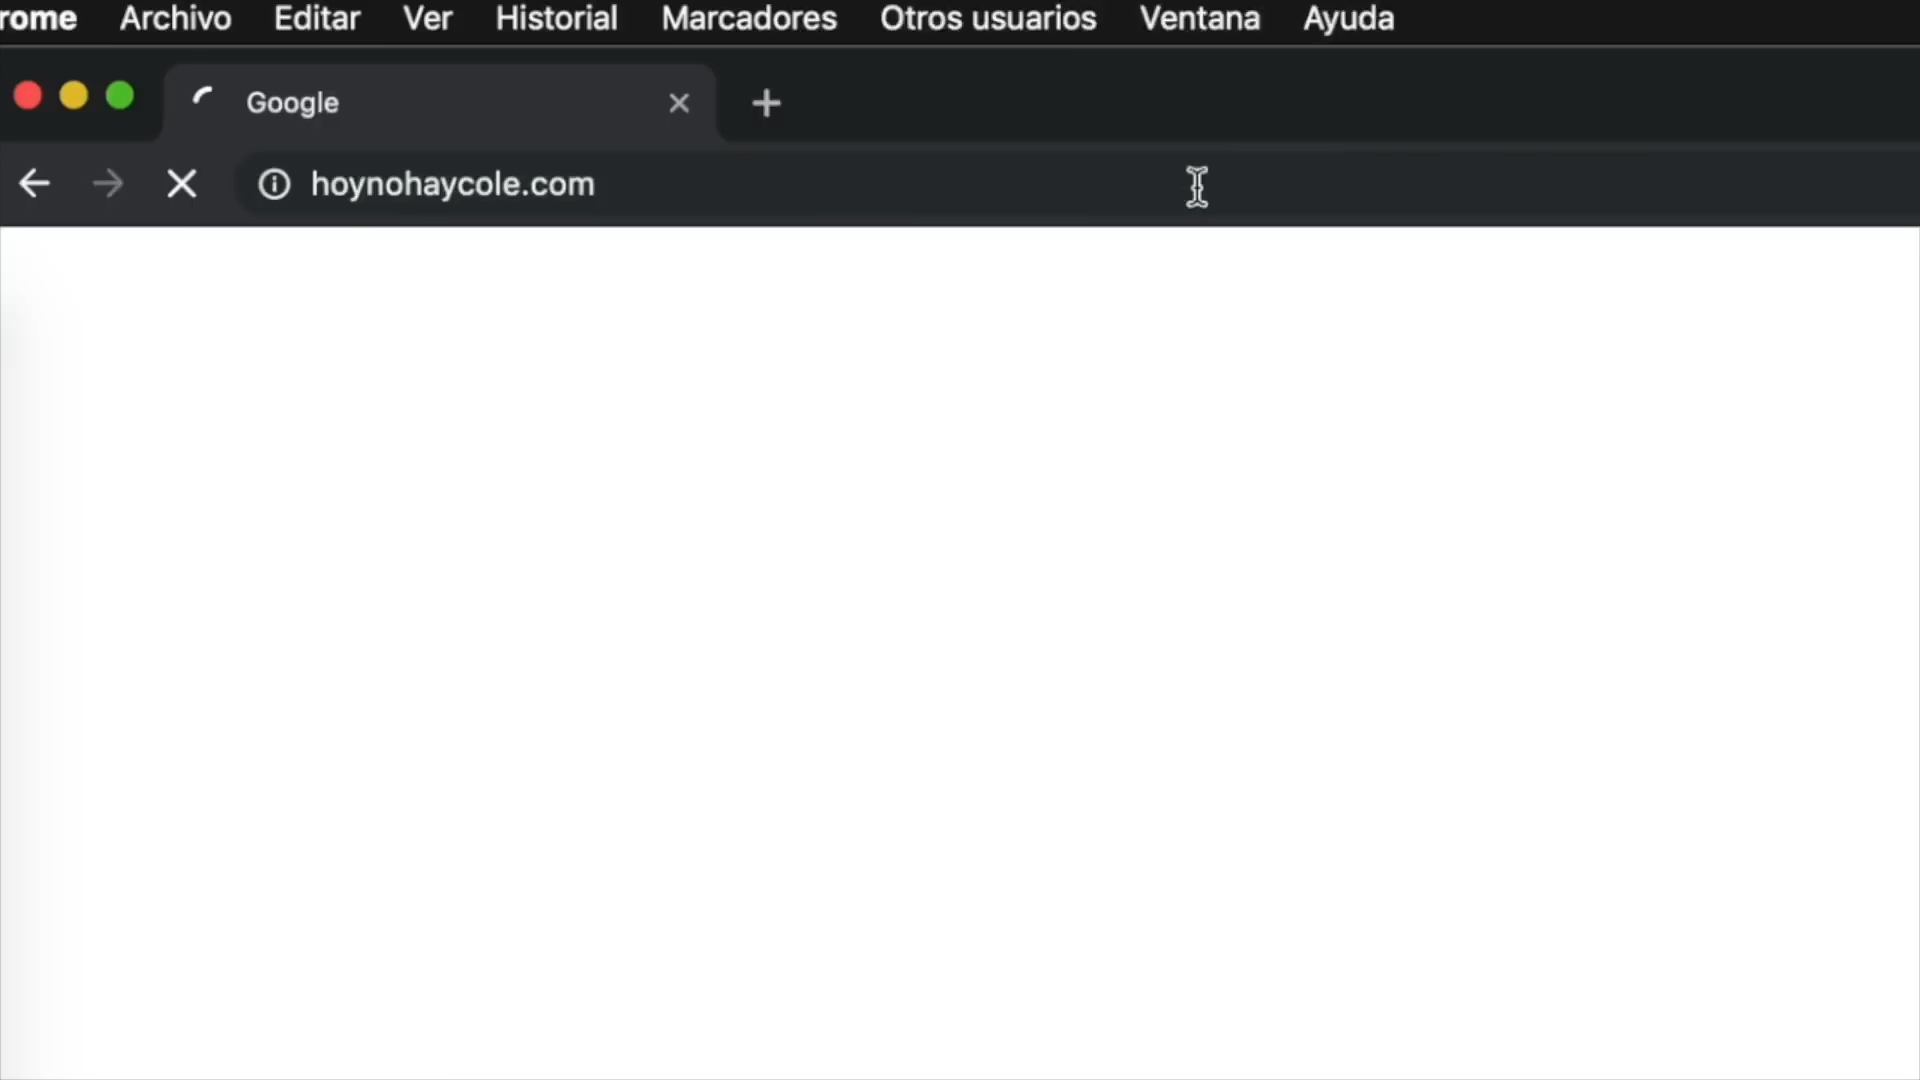 rome Archivo Editar Ver Historial Marcadores Otros usuarios Ventana Ayuda
Google
hoynohaycole.com